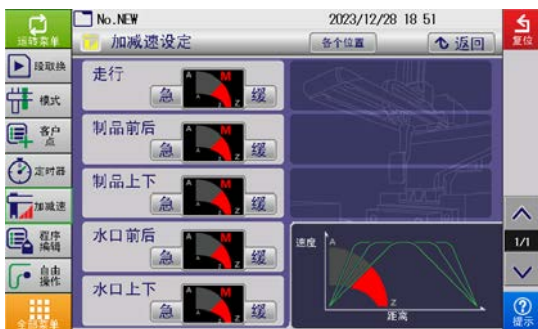 No.NEW
2023/12/28 18 51
运转菜单
加减速设定
各个位置
返回
复位
段取换
模式
客户点
定时器
加减速
程序编辑
自由操作
全部菜单
走行
A M Z
急 缓
制品前后
A M Z
急 缓
制品上下
A M Z
急 缓
水口前后
A M Z
急 缓
水口上下
A M Z
急 缓
速度
A
Z
距离
1/1
提示